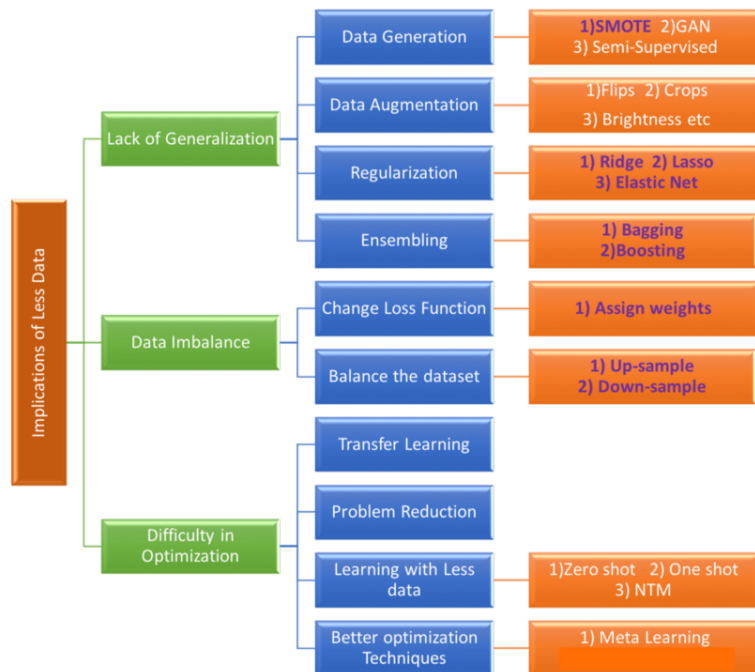 Implications of Less Data
Lack of Generalization
Data Generation
1)SMOTE 2)GAN
3) Semi-Supervised
Data Augmentation
1)Flips 2) Crops
3) Brightness etc
Regularization
1) Ridge 2) Lasso
3) Elastic Net
Ensembling
1) Bagging
2)Boosting
Data Imbalance
Change Loss Function
1) Assign weights
Balance the dataset
1) Up-sample
2) Down-sample
Difficulty in
Optimization
Transfer Learning
Problem Reduction
Learning with Less
data
1)Zero shot 2) One shot
3) NTM
Better optimization
Techniques
1) Meta Learning